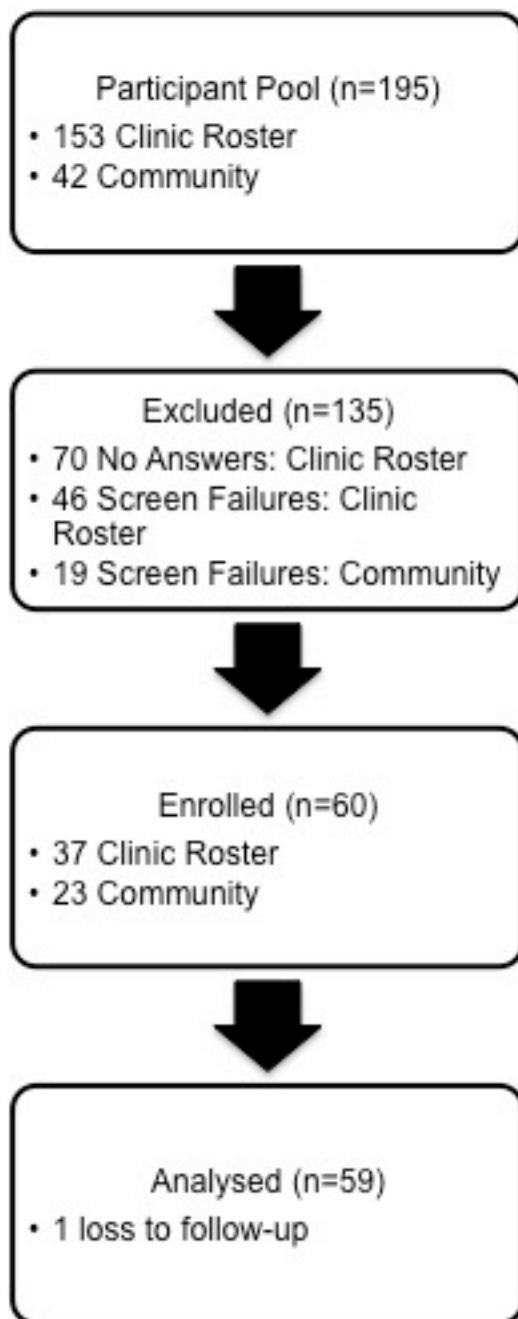 Participant Pool (n=195)
• 153 Clinic Roster
• 42 Community
Excluded (n=135)
• 70 No Answers: Clinic Roster
• 46 Screen Failures: Clinic
Roster
• 19 Screen Failures: Community
Enrolled (n=60)
• 37 Clinic Roster
• 23 Community
Analysed (n=59)
• 1 loss to follow-up